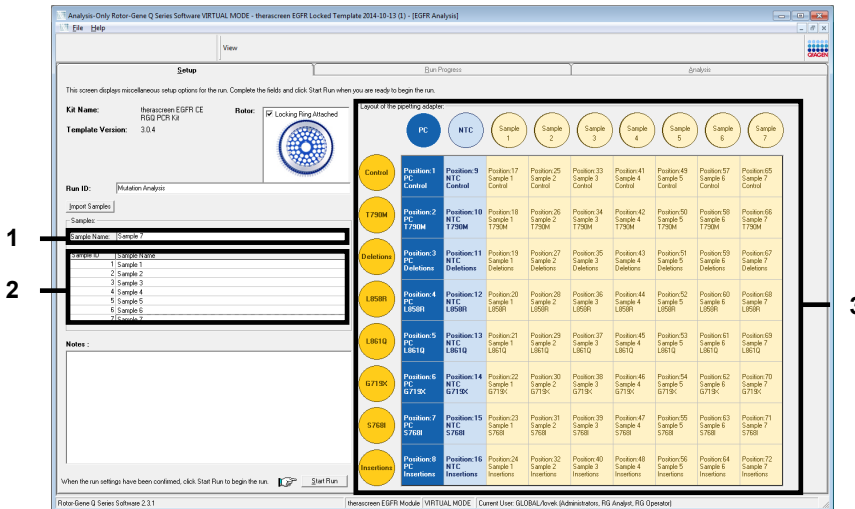 Analysis-Only Rotor-Gene Q Series Software VIRTUAL MODE - therascreen EGFR Locked Template 2014-10-13 (1) - [EGFR Analysis]
File Help
View
QIAGEN
Setup Run Progress Analysis
This screen displays miscellaneous setup options for the run. Complete the fields and click Start Run when you are ready to begin the run.
Kit Name: therascreen EGFR CE RGQ PCR Kit
Template Version: 3.0.4
Rotor:
Locking Ring Attached
Run ID: Mutation Analysis
Import Samples
Samples:
1
Sample Name: Sample 7
2
Sample ID Sample Name
1 Sample 1
2 Sample 2
3 Sample 3
4 Sample 4
5 Sample 5
6 Sample 6
7 Sample 7
Notes :
When the run settings have been confirmed, click Start Run to begin the run. Start Run
Layout of the pipetting adapter:
PC NTC Sample 1 Sample 2 Sample 3 Sample 4 Sample 5 Sample 6 Sample 7
Control
Position:1 Position:9 Position:17 Position:25 Position:33 Position:41 Position:49 Position:57 Position:65
PC NTC Sample 1 Sample 2 Sample 3 Sample 4 Sample 5 Sample 6 Sample 7
Control Control Control Control Control Control Control Control Control
T790M
Position:2 Position:10 Position:18 Position:26 Position:34 Position:42 Position:50 Position:58 Position:66
PC NTC Sample 1 Sample 2 Sample 3 Sample 4 Sample 5 Sample 6 Sample 7
T790M T790M T790M T790M T790M T790M T790M T790M T790M
Deletions
Position:3 Position:11 Position:19 Position:27 Position:35 Position:43 Position:51 Position:59 Position:67
PC NTC Sample 1 Sample 2 Sample 3 Sample 4 Sample 5 Sample 6 Sample 7
Deletions Deletions Deletions Deletions Deletions Deletions Deletions Deletions Deletions
L858R
Position:4 Position:12 Position:20 Position:28 Position:36 Position:44 Position:52 Position:60 Position:68
PC NTC Sample 1 Sample 2 Sample 3 Sample 4 Sample 5 Sample 6 Sample 7
L858R L858R L858R L858R L858R L858R L858R L858R L858R
L861Q
Position:5 Position:13 Position:21 Position:29 Position:37 Position:45 Position:53 Position:61 Position:69
PC NTC Sample 1 Sample 2 Sample 3 Sample 4 Sample 5 Sample 6 Sample 7
L861Q L861Q L861Q L861Q L861Q L861Q L861Q L861Q L861Q
G719X
Position:6 Position:14 Position:22 Position:30 Position:38 Position:46 Position:54 Position:62 Position:70
PC NTC Sample 1 Sample 2 Sample 3 Sample 4 Sample 5 Sample 6 Sample 7
G719X G719X G719X G719X G719X G719X G719X G719X G719X
S768I
Position:7 Position:15 Position:23 Position:31 Position:39 Position:47 Position:55 Position:63 Position:71
PC NTC Sample 1 Sample 2 Sample 3 Sample 4 Sample 5 Sample 6 Sample 7
S768I S768I S768I S768I S768I S768I S768I S768I S768I
Insertions
Position:8 Position:16 Position:24 Position:32 Position:40 Position:48 Position:56 Position:64 Position:72
PC NTC Sample 1 Sample 2 Sample 3 Sample 4 Sample 5 Sample 6 Sample 7
Insertions Insertions Insertions Insertions Insertions Insertions Insertions Insertions Insertions
3
Rotor-Gene Q Series Software 2.3.1 therascreen EGFR Module VIRTUAL MODE Current User: GLOBAL/lovek (Administrators, RG Analyst, RG Operator)